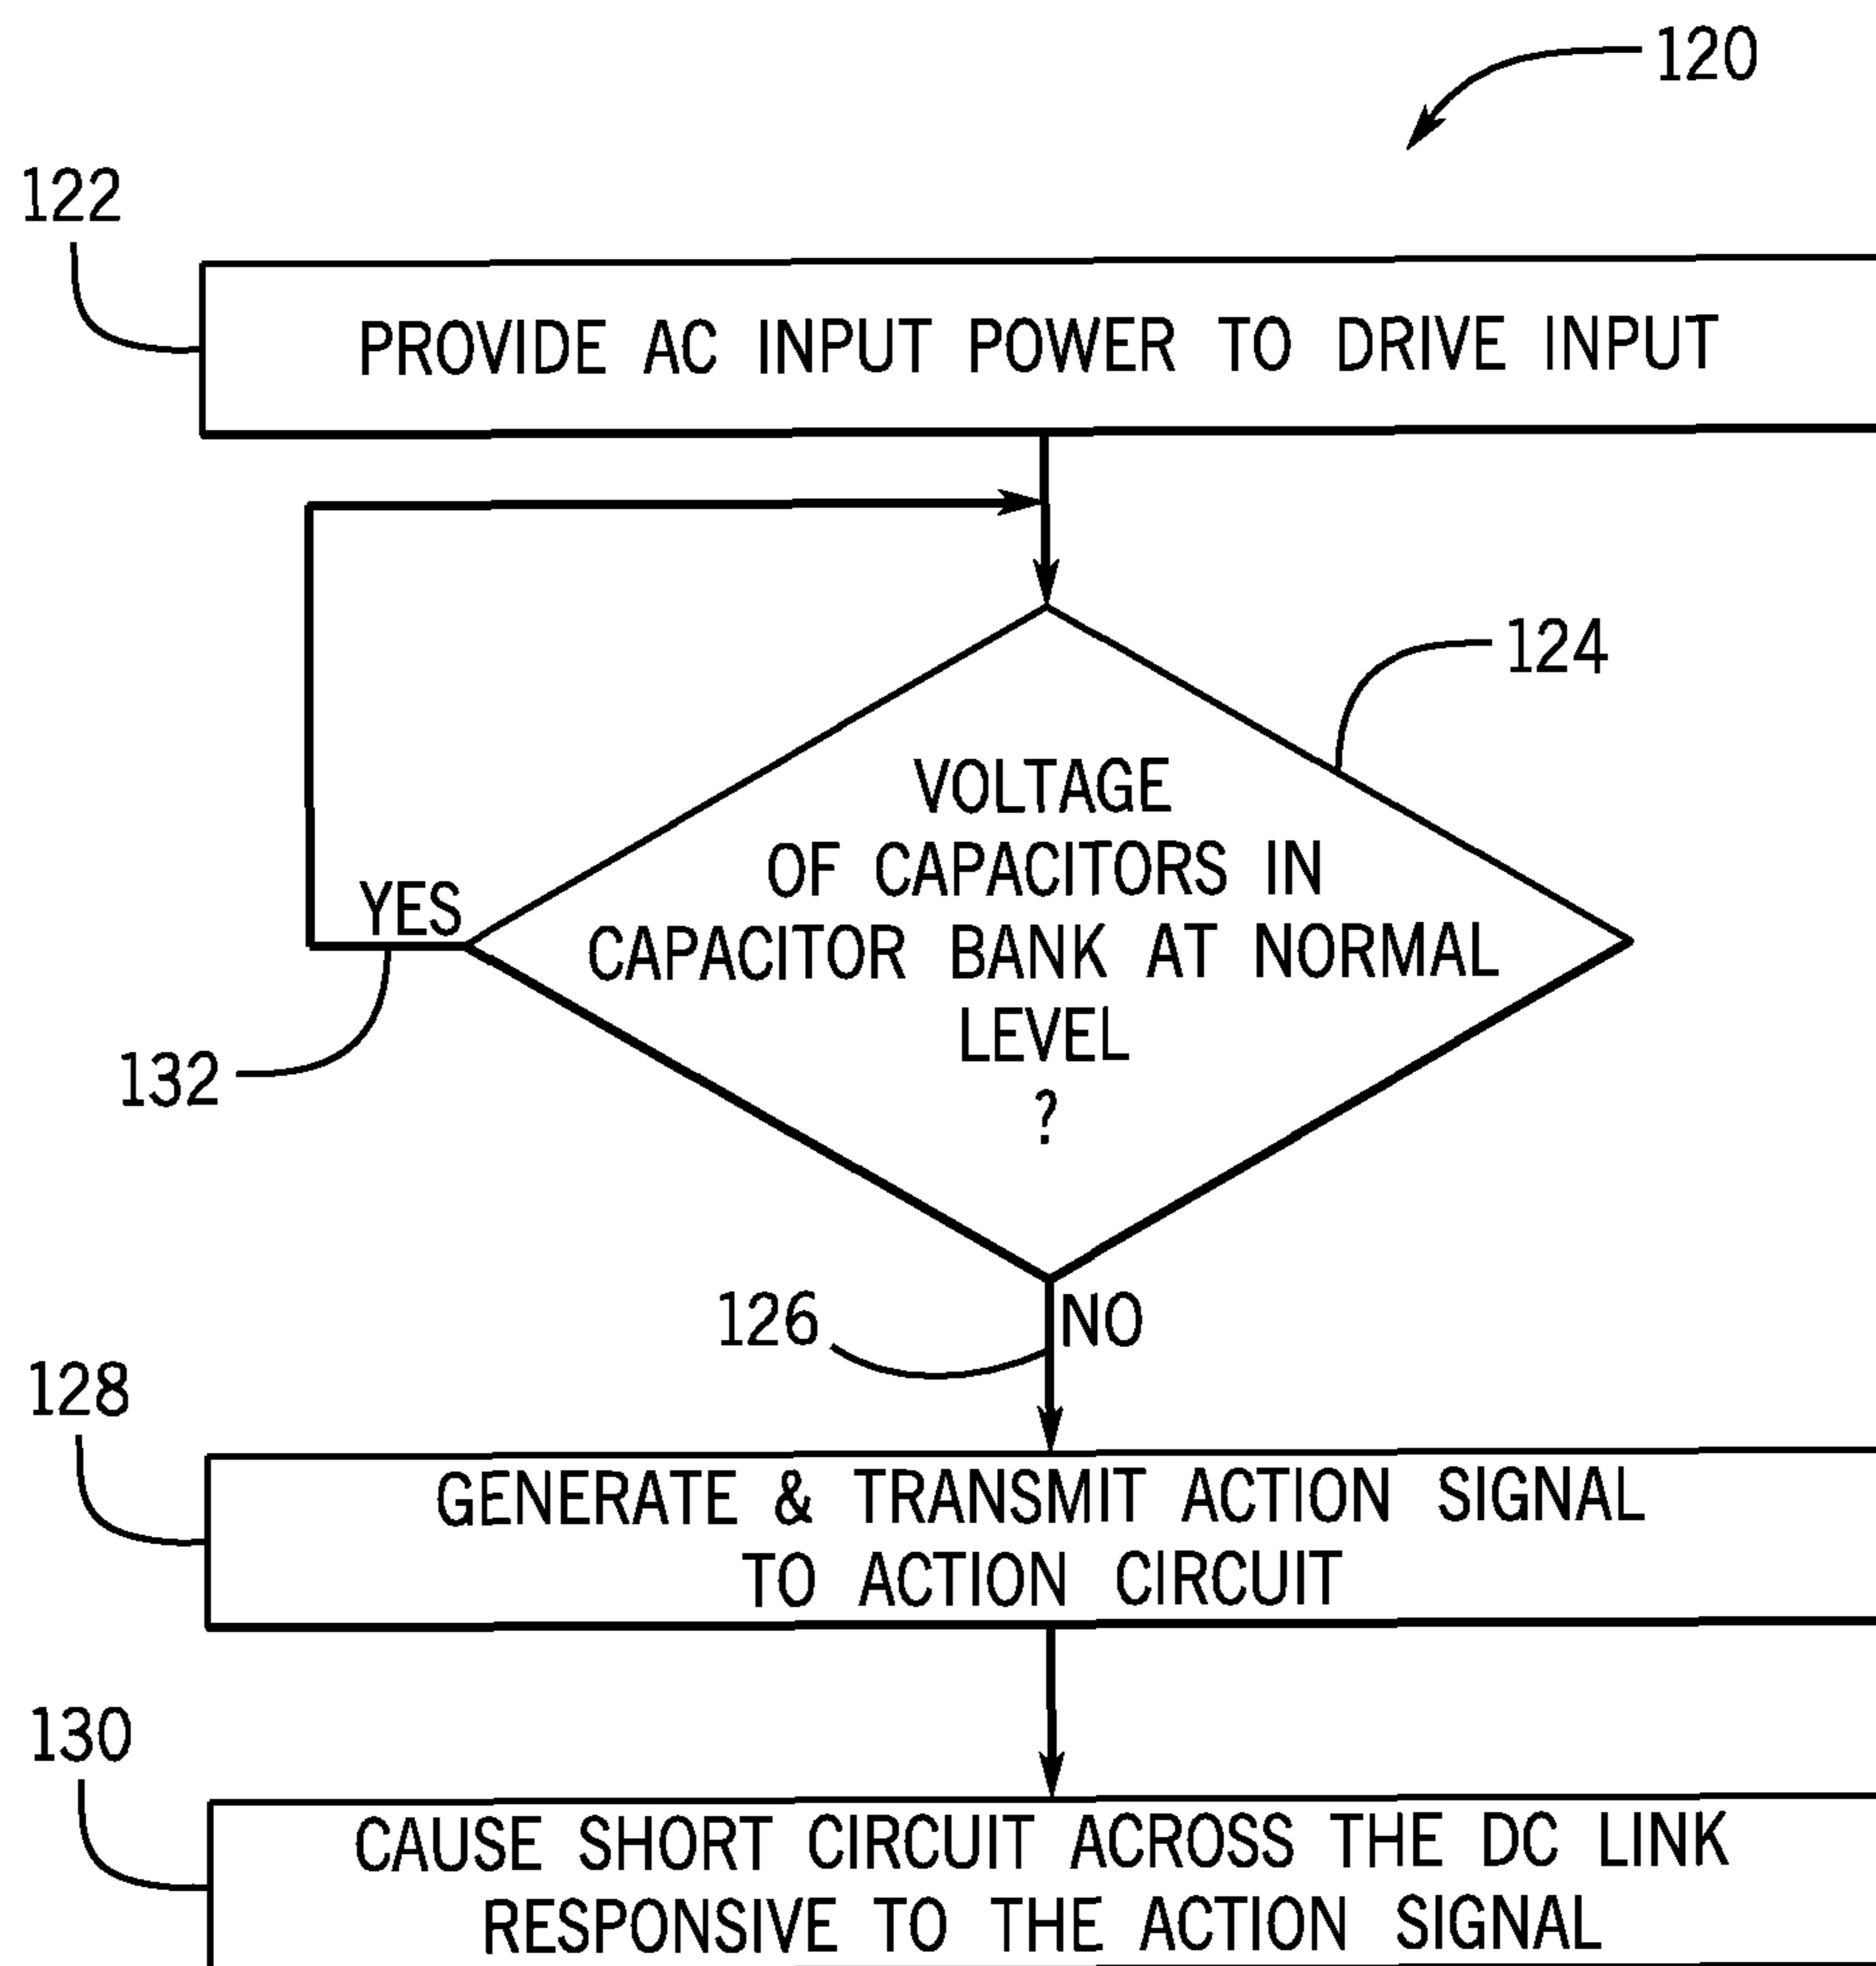 120
122
PROVIDE AC INPUT POWER TO DRIVE INPUT
124
VOLTAGE
OF CAPACITORS IN
CAPACITOR BANK AT NORMAL
LEVEL
?
YES
132
126
NO
128
GENERATE & TRANSMIT ACTION SIGNAL
TO ACTION CIRCUIT
130
CAUSE SHORT CIRCUIT ACROSS THE DC LINK
RESPONSIVE TO THE ACTION SIGNAL